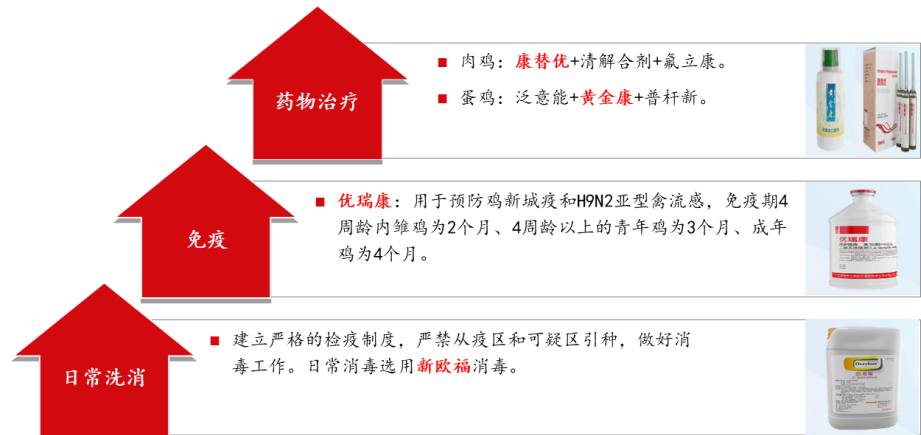 药物治疗
■ 肉鸡：康替优+清解合剂+氟立康。
■ 蛋鸡：泛意能+黄金康+普杆新。
免疫
■ 优瑞康：用于预防鸡新城疫和H9N2亚型禽流感，免疫期4
周龄内雏鸡为2个月、4周龄以上的青年鸡为3个月、成年
鸡为4个月。
优瑞康
日常洗消
■ 建立严格的检疫制度，严禁从疫区和可疑区引种，做好消
毒工作。日常消毒选用新欧福消毒。